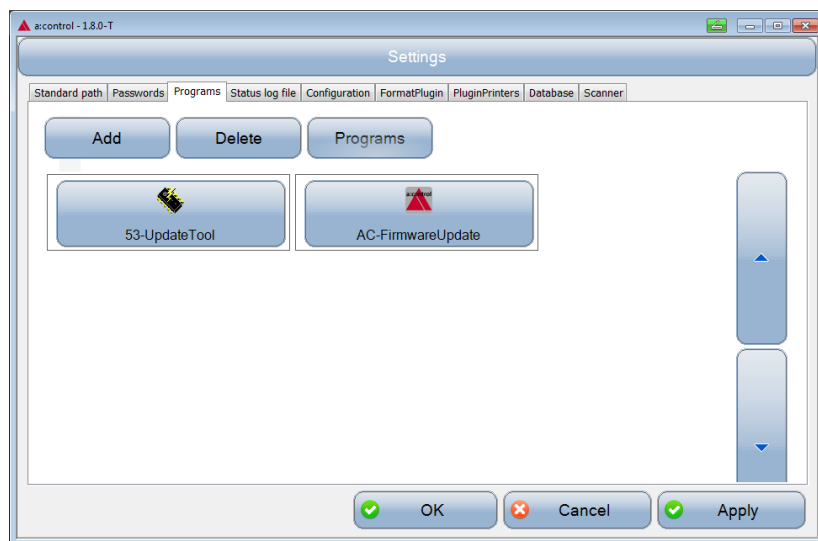 a:control - 1.8.0-T
Settings
Standard path Passwords Programs Status log file Configuration FormatPlugin PluginPrinters Database Scanner
Add Delete Programs
a:control
53-UpdateTool AC-FirmwareUpdate
OK Cancel Apply